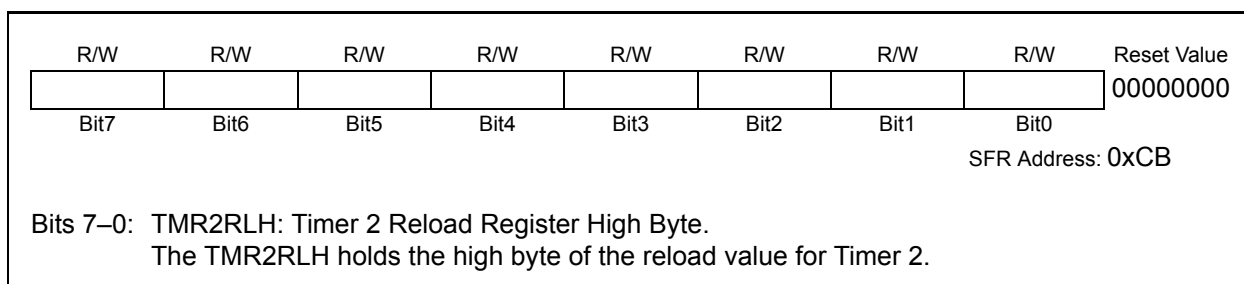 R/W R/W R/W R/W R/W R/W R/W R/W Reset Value
00000000
Bit7 Bit6 Bit5 Bit4 Bit3 Bit2 Bit1 Bit0
SFR Address: 0xCB
Bits 7–0: TMR2RLH: Timer 2 Reload Register High Byte.
The TMR2RLH holds the high byte of the reload value for Timer 2.